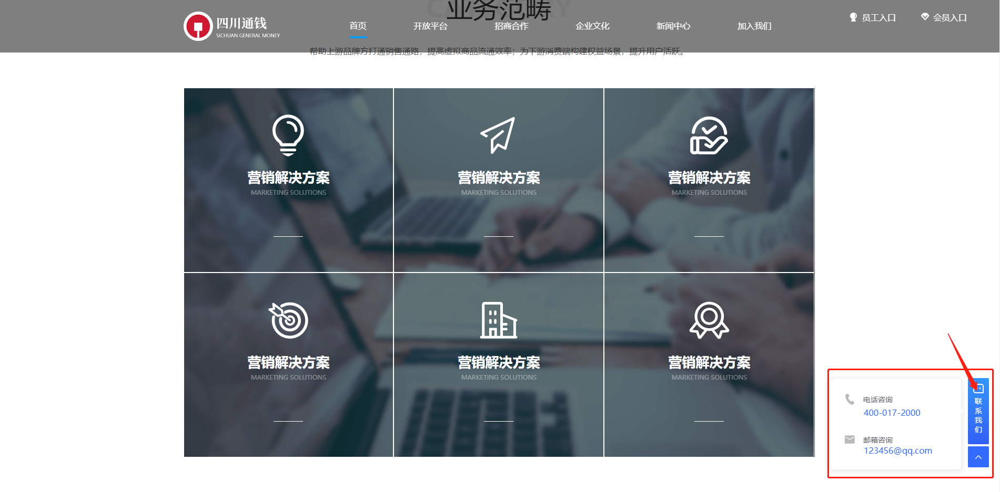 业务范畴
四川通钱
SICHUAN GENERAL MONEY
首页
开放平台
招商合作
企业文化
新闻中心
加入我们
员工入口
会员入口
帮助上游品牌方打通销售通路，提高虚拟商品流通效率；为下游消费端构建权益场景，提升用户活跃。
营销解决方案
MARKETING SOLUTIONS
营销解决方案
MARKETING SOLUTIONS
营销解决方案
MARKETING SOLUTIONS
营销解决方案
MARKETING SOLUTIONS
营销解决方案
MARKETING SOLUTIONS
营销解决方案
MARKETING SOLUTIONS
电话咨询
400-017-2000
邮箱咨询
123456@qq.com
联系我们